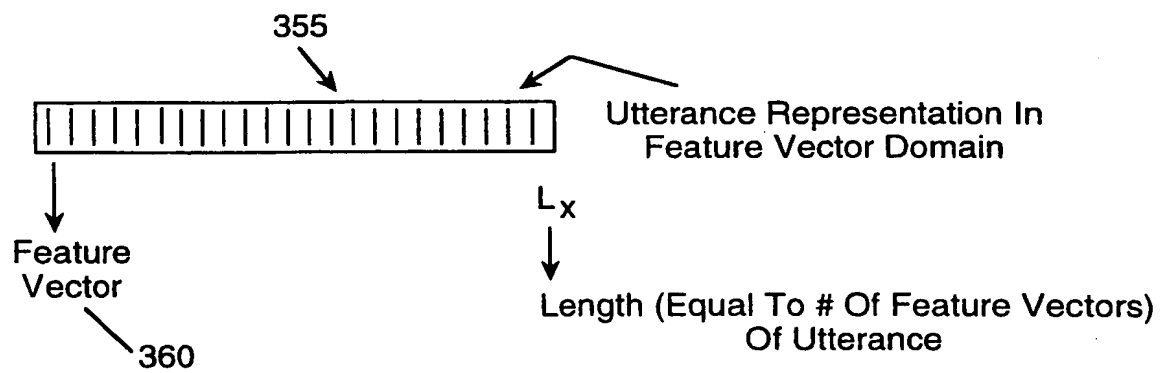 355
Utterance Representation In
Feature Vector Domain
Lx
Feature
Vector
Length (Equal To # Of Feature Vectors)
Of Utterance
360